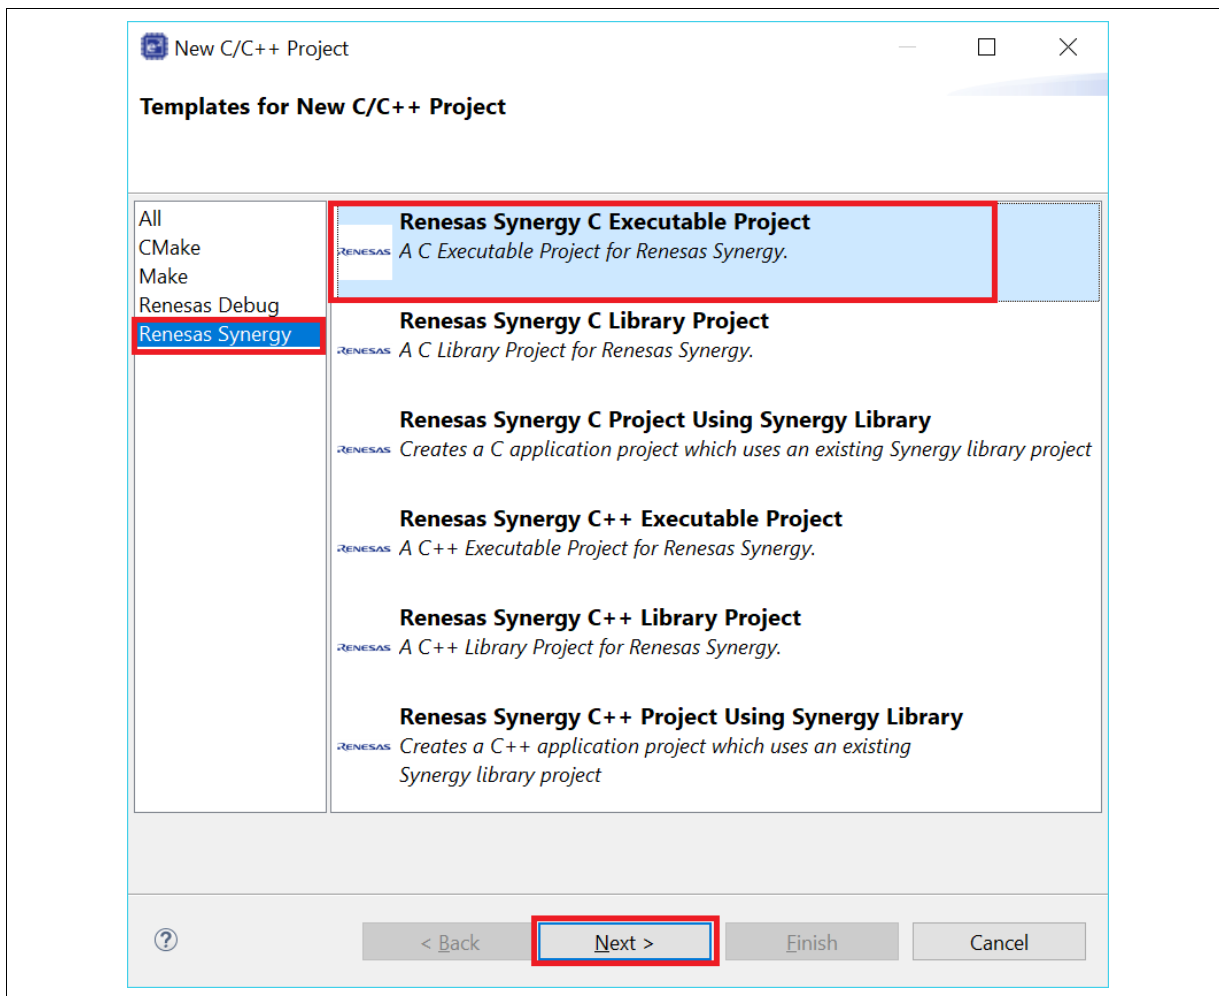 New C/C++ Project
Templates for New C/C++ Project
All
CMake
Make
Renesas Debug
Renesas Synergy
Renesas Synergy C Executable Project
RENESAS A C Executable Project for Renesas Synergy.
Renesas Synergy C Library Project
RENESAS A C Library Project for Renesas Synergy.
Renesas Synergy C Project Using Synergy Library
RENESAS Creates a C application project which uses an existing Synergy library project
Renesas Synergy C++ Executable Project
RENESAS A C++ Executable Project for Renesas Synergy.
Renesas Synergy C++ Library Project
RENESAS A C++ Library Project for Renesas Synergy.
Renesas Synergy C++ Project Using Synergy Library
RENESAS Creates a C++ application project which uses an existing
Synergy library project
? < Back Next > Finish Cancel